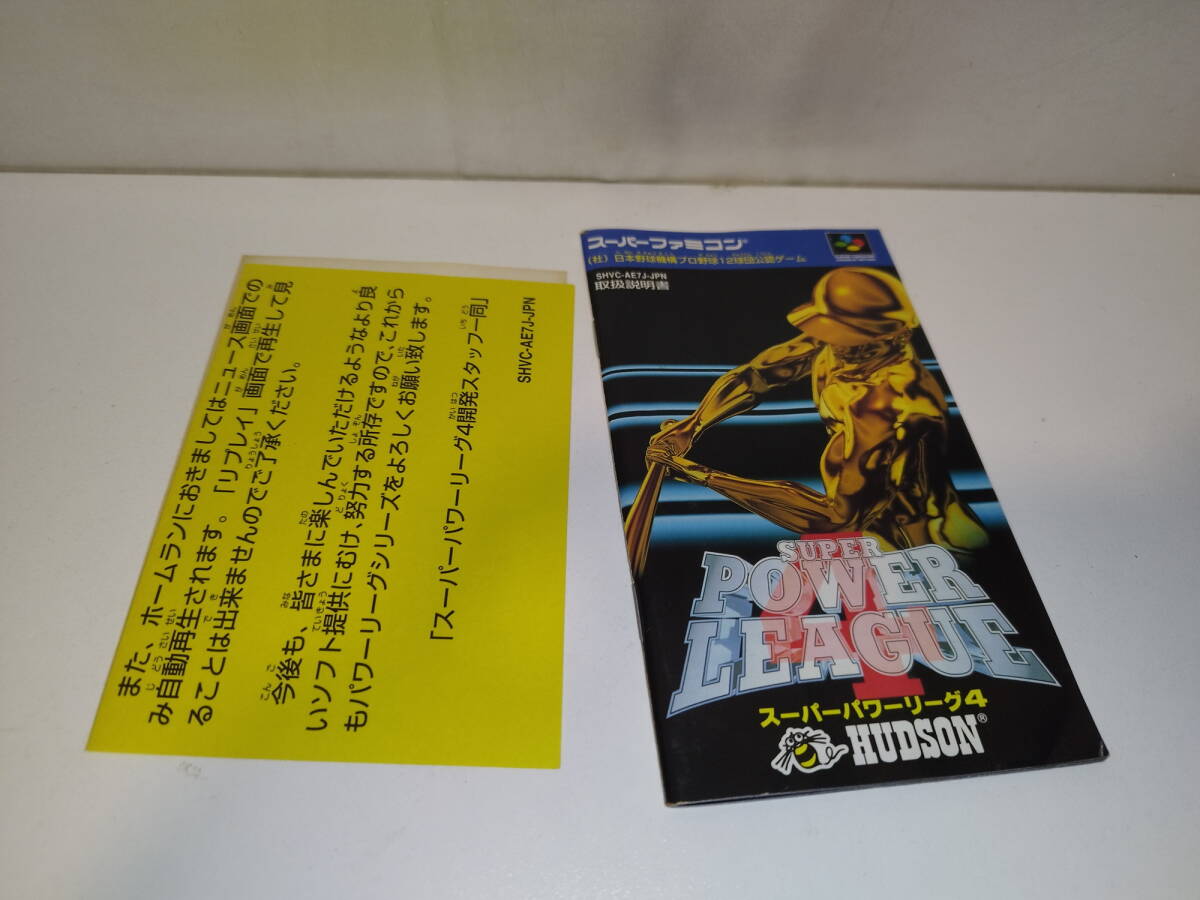 また、ホームランにおきましてはニュース画面での
み自動再生されます。「リプレイ」画面で再生して見
ることは出来ませんのでご了承ください。
今後も、皆さまに楽しんでいただけるようなより良
いソフト提供にむけ、努力する所存ですので、これから
もパワーリーグシリーズをよろしくお願い致します。
「スーパーパワーリーグ4開発スタッフ一同」
SHVC-AE7J-JPN
スーパーファミコン
(社)日本野球機構プロ野球12球団公認ゲーム
SHVC-AE7J-JPN
取扱説明書
SUPER
POWER
LEAGUE
4
スーパーパワーリーグ4
HUDSON®